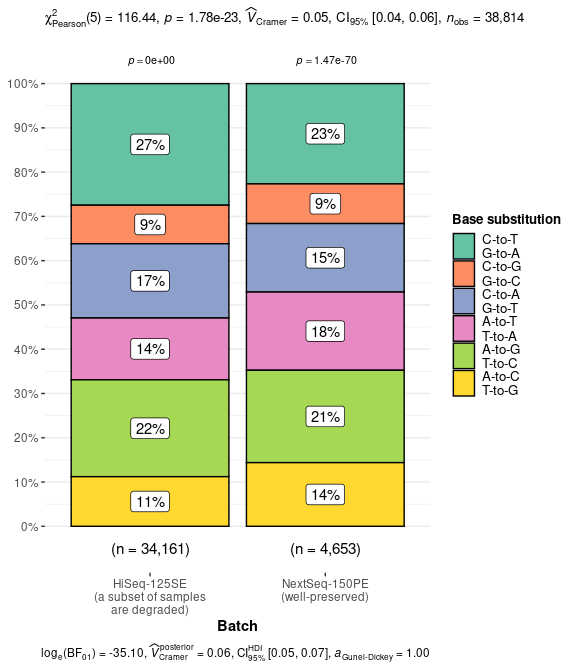 χ²Pearson(5) = 116.44, p = 1.78e-23, V̂Cramer = 0.05, CI95% [0.04, 0.06], nobs = 38,814
p = 0e+00
p = 1.47e-70
100%
90%
80%
70%
60%
50%
40%
30%
20%
10%
0%
27%
9%
17%
14%
22%
11%
23%
9%
15%
18%
21%
14%
Base substitution
C-to-T
G-to-A
C-to-G
G-to-C
C-to-A
G-to-T
A-to-T
T-to-A
A-to-G
T-to-C
A-to-C
T-to-G
(n = 34,161)
(n = 4,653)
HiSeq-125SE
(a subset of samples
are degraded)
NextSeq-150PE
(well-preserved)
Batch
loge(BF01) = -35.10, V̂posteriorCramer = 0.06, CIHDI95% [0.05, 0.07], aGunel-Dickey = 1.00